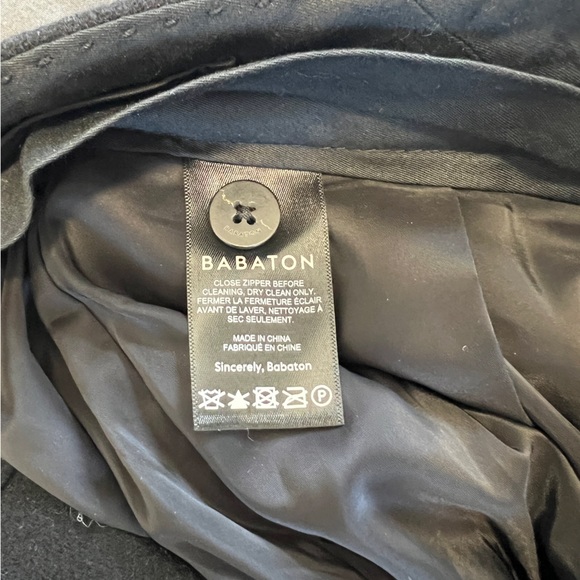 BABATON
CLOSE ZIPPER BEFORE
CLEANING, DRY CLEAN ONLY.
FERMER LA FERMETURE ÉCLAIR
AVANT DE LAVER, NETTOYAGE À
SEC SEULEMENT.
MADE IN CHINA
FABRIQUÉ EN CHINE
Sincerely, Babaton
P